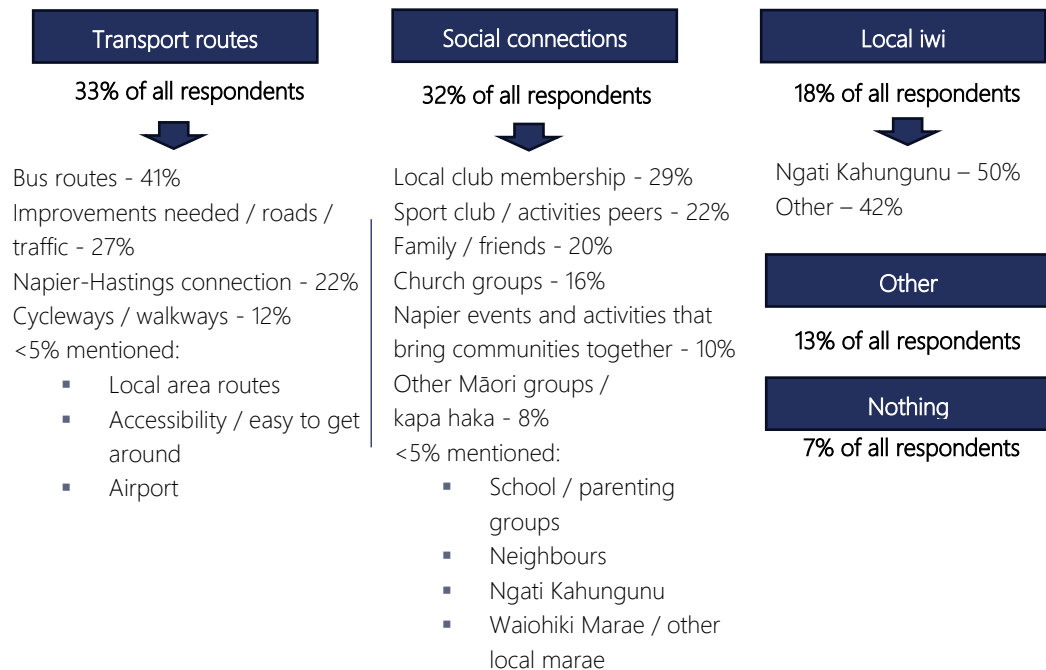 Transport routes
33% of all respondents
Bus routes - 41%
Improvements needed / roads /
traffic - 27%
Napier-Hastings connection - 22%
Cycleways / walkways - 12%
<5% mentioned:
▪ Local area routes
▪ Accessibility / easy to get
around
▪ Airport
Social connections
32% of all respondents
Local club membership - 29%
Sport club / activities peers - 22%
Family / friends - 20%
Church groups - 16%
Napier events and activities that
bring communities together - 10%
Other Māori groups /
kapa haka - 8%
<5% mentioned:
▪ School / parenting
groups
▪ Neighbours
▪ Ngati Kahungunu
▪ Waiohiki Marae / other
local marae
Local iwi
18% of all respondents
Ngati Kahungunu – 50%
Other – 42%
Other
13% of all respondents
Nothing
7% of all respondents